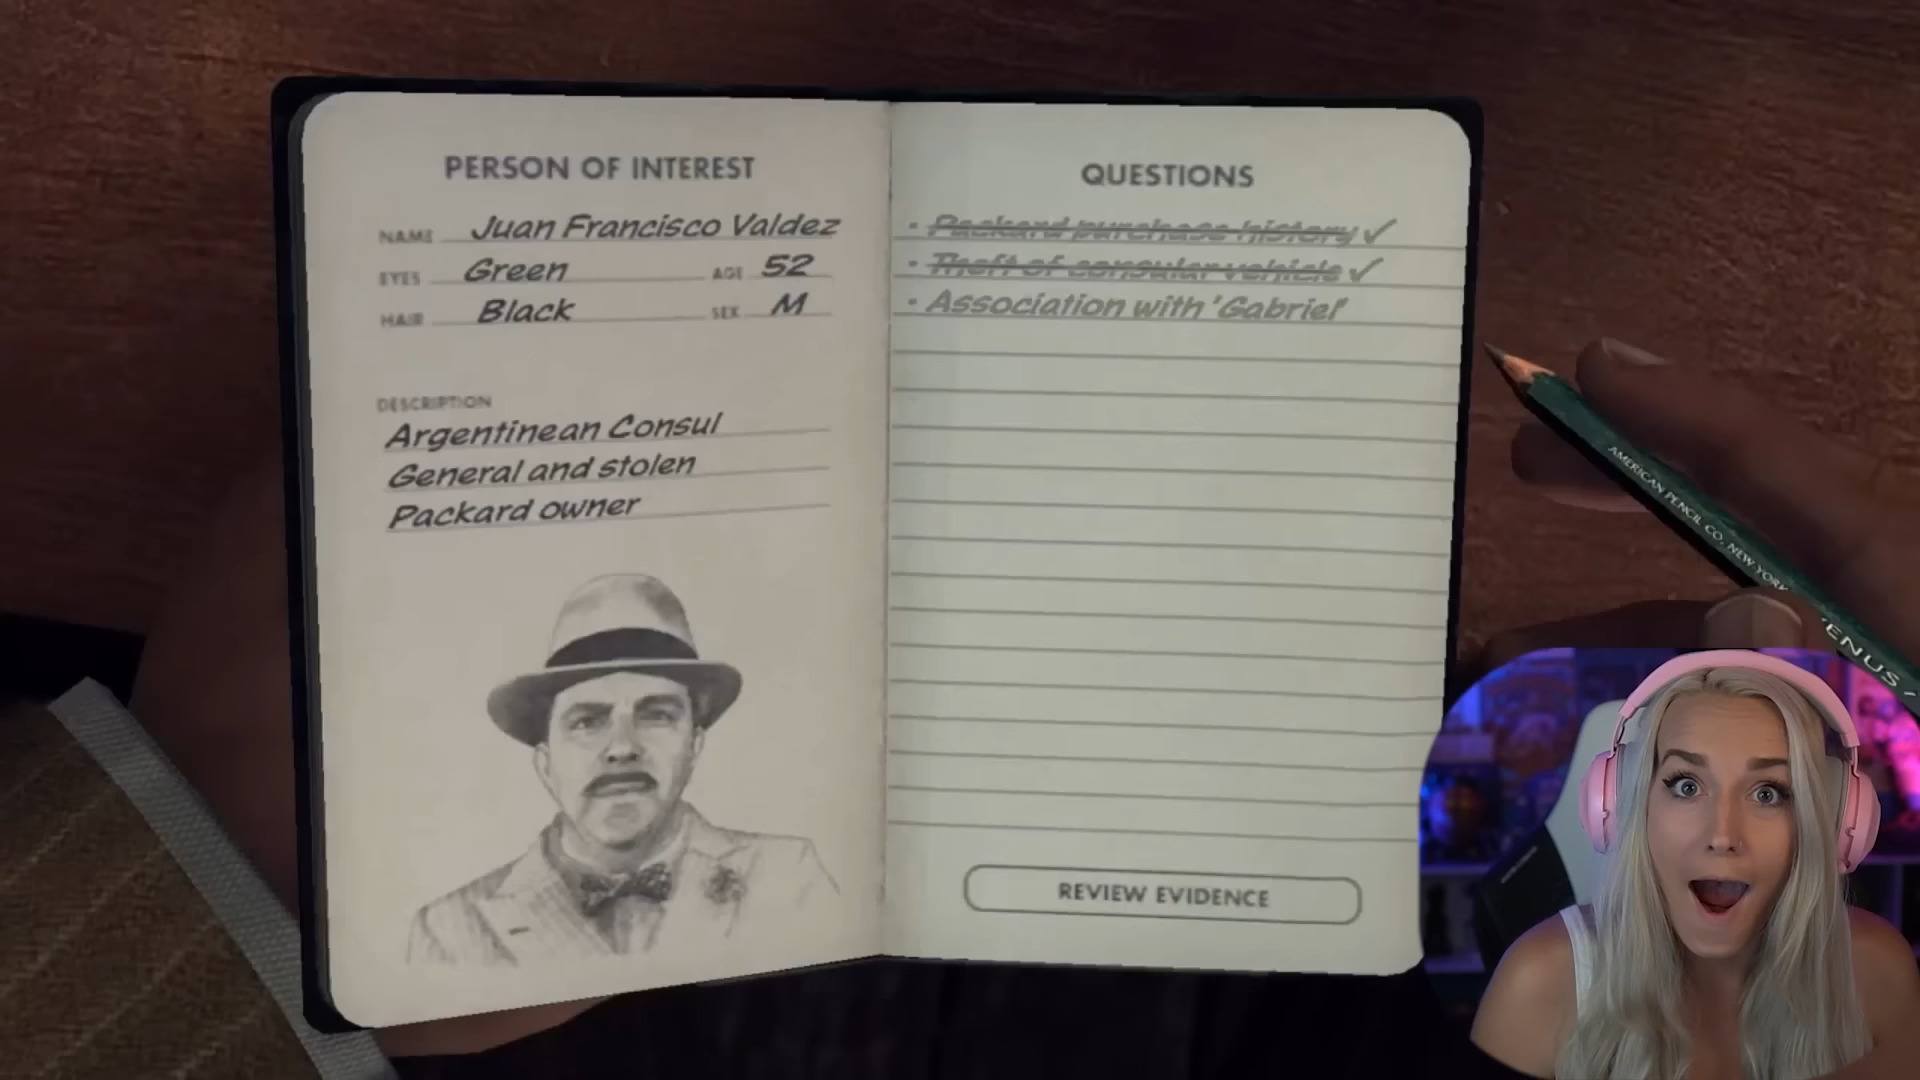 PERSON OF INTEREST
NAME Juan Francisco Valdez
EYES Green AGE 52
HAIR Black SEX M
DESCRIPTION
Argentinean Consul
General and stolen
Packard owner
QUESTIONS
- Packard purchase history ✓
- Theft of consular vehicle ✓
- Association with 'Gabriel'
REVIEW EVIDENCE
AMERICAN PENCIL CO. NEW YORK
VENUS